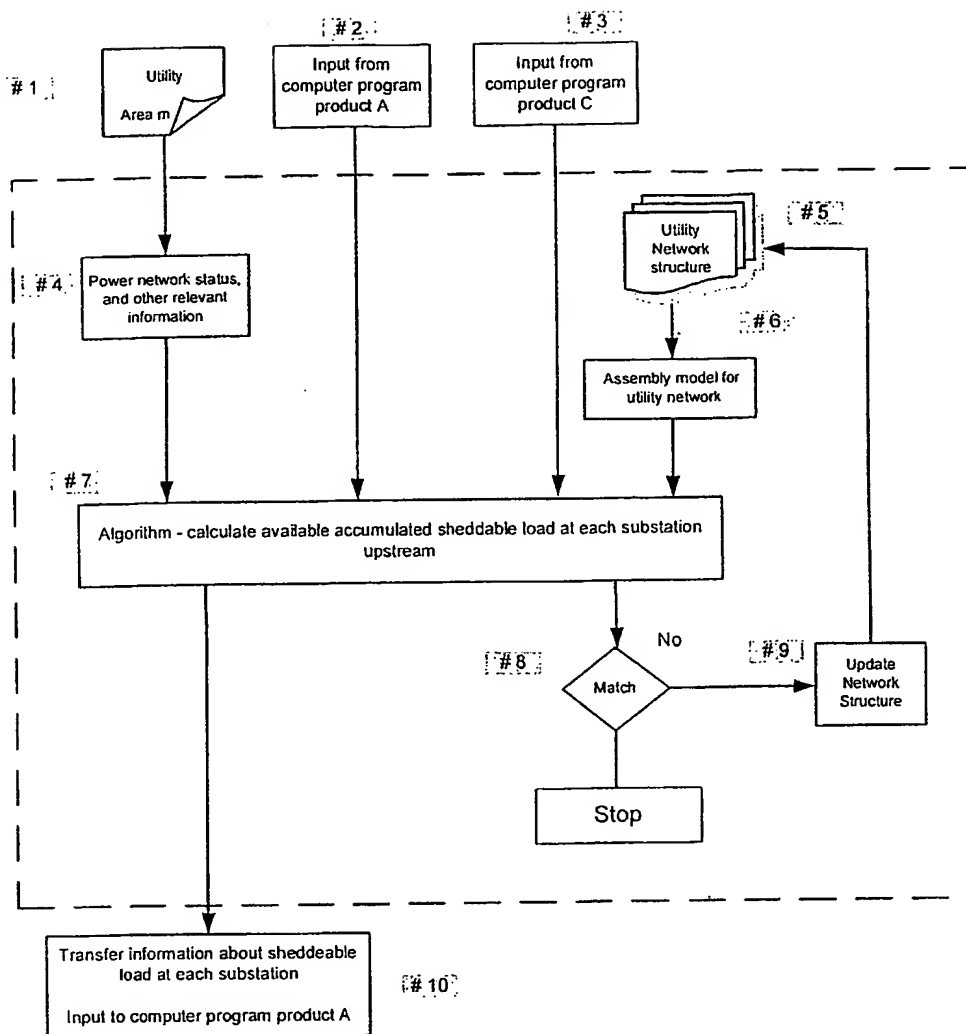 # 1
Utility
Area m
# 2
Input from
computer program
product A
# 3
Input from
computer program
product C
# 4
Power network status,
and other relevant
information
Utility
Network
structure
# 5
#6
Assembly model for
utility network
# 7
Algorithm - calculate available accumulated sheddable load at each substation
upstream
# 8
Match
No
# 9
Update
Network
Structure
Stop
Transfer information about sheddeable
load at each substation
Input to computer program product A
# 10